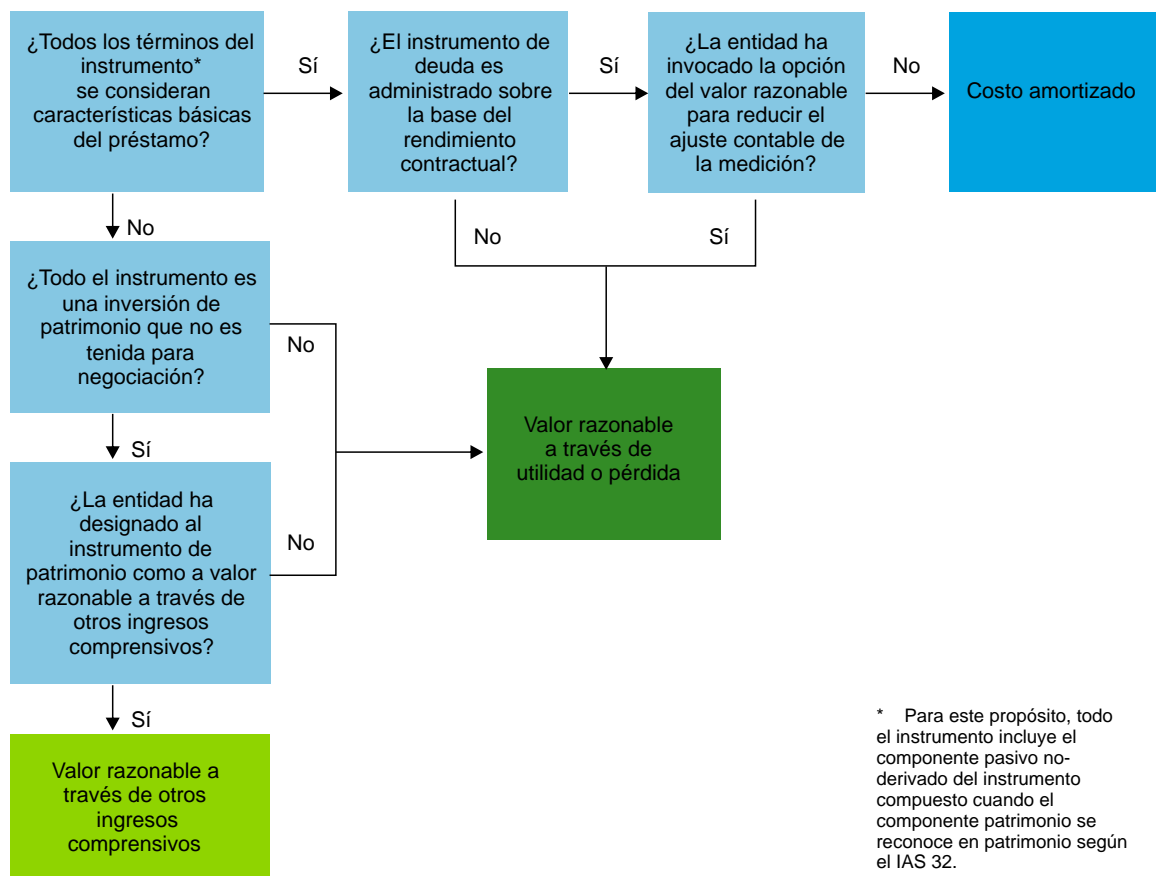 ¿Todos los términos del
instrumento*
se consideran
características básicas
del préstamo?
Sí
¿El instrumento de
deuda es
administrado sobre
la base del
rendimiento
contractual?
Sí
¿La entidad ha
invocado la opción
del valor razonable
para reducir el
ajuste contable de
la medición?
No
Costo amortizado
No
No
Sí
¿Todo el instrumento es
una inversión de
patrimonio que no es
tenida para
negociación?
No
Sí
Valor razonable
a través de
utilidad o pérdida
¿La entidad ha
designado al
instrumento de
patrimonio como a valor
razonable a través de
otros ingresos
comprensivos?
No
Sí
Valor razonable a
través de otros
ingresos
comprensivos
* Para este propósito, todo
el instrumento incluye el
componente pasivo no-
derivado del instrumento
compuesto cuando el
componente patrimonio se
reconoce en patrimonio según
el IAS 32.